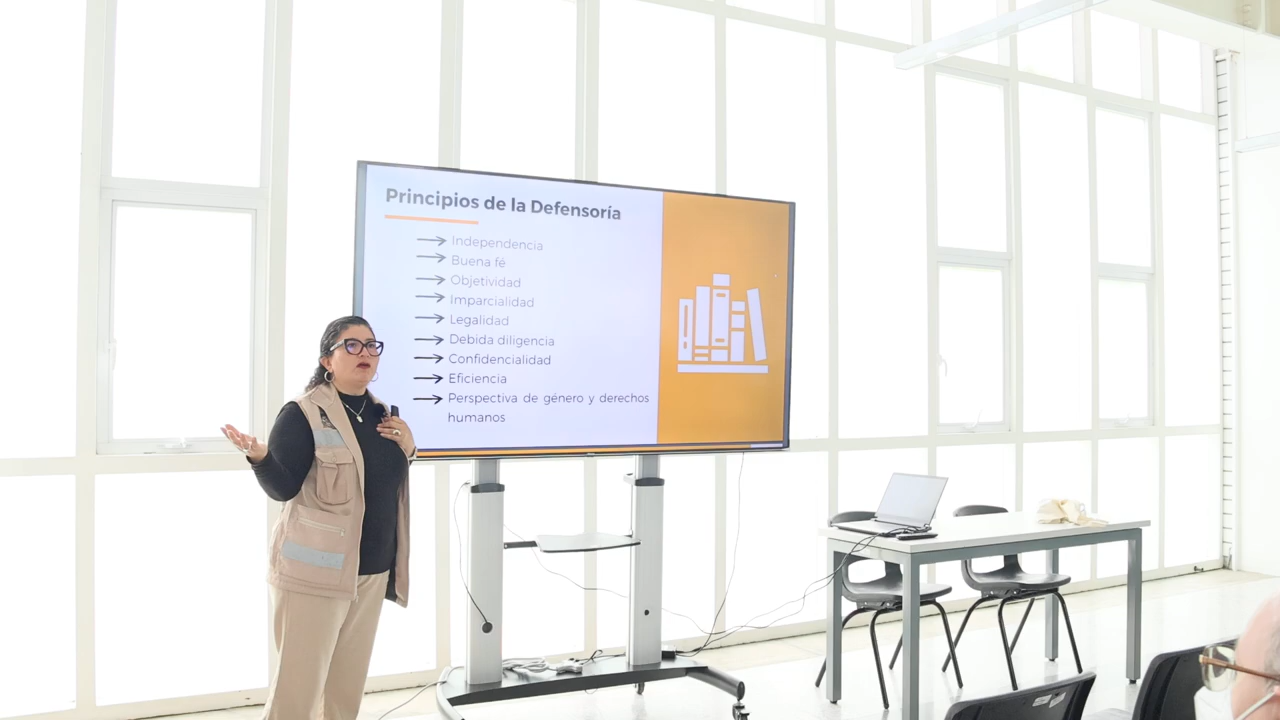 Principios de la Defensoría
Independencia
Buena fé
Objetividad
Imparcialidad
Legalidad
Debida diligencia
Confidencialidad
Eficiencia
Perspectiva de género y derechos
humanos